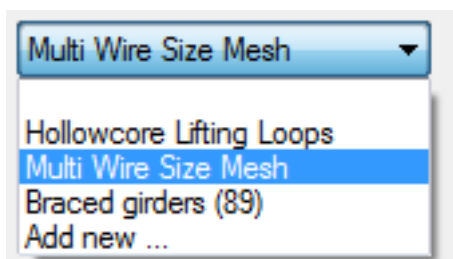 Multi Wire Size Mesh
Hollowcore Lifting Loops
Multi Wire Size Mesh
Braced girders (89)
Add new ...